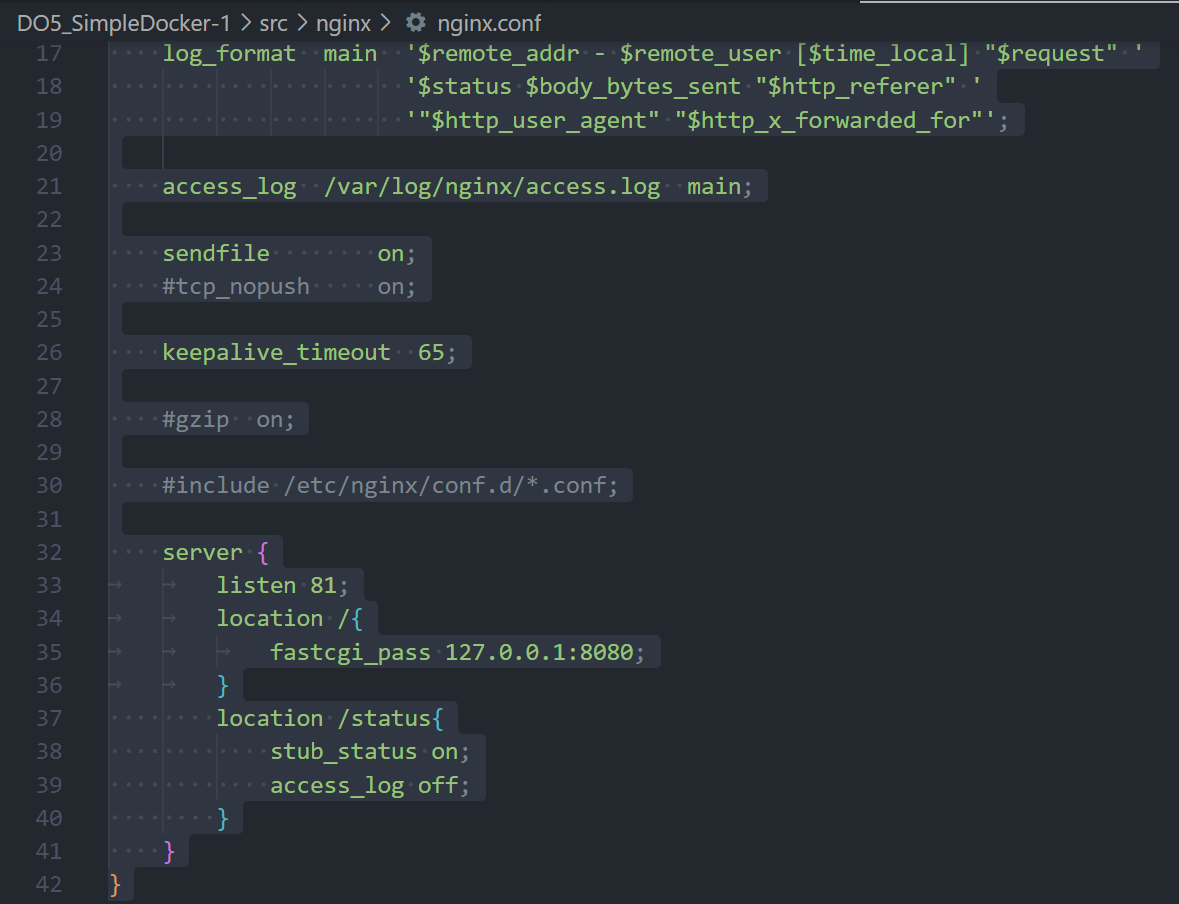 DO5_SimpleDocker-1 > src > nginx > nginx.conf
17     log_format  main  '$remote_addr - $remote_user [$time_local] "$request" '
18                       '$status $body_bytes_sent "$http_referer" '
19                       '"$http_user_agent" "$http_x_forwarded_for"';
20
21     access_log  /var/log/nginx/access.log  main;
22
23     sendfile        on;
24     #tcp_nopush     on;
25
26     keepalive_timeout  65;
27
28     #gzip  on;
29
30     #include /etc/nginx/conf.d/*.conf;
31
32     server {
33         listen 81;
34         location /{
35             fastcgi_pass 127.0.0.1:8080;
36         }
37         location /status{
38             stub_status on;
39             access_log off;
40         }
41     }
42 }